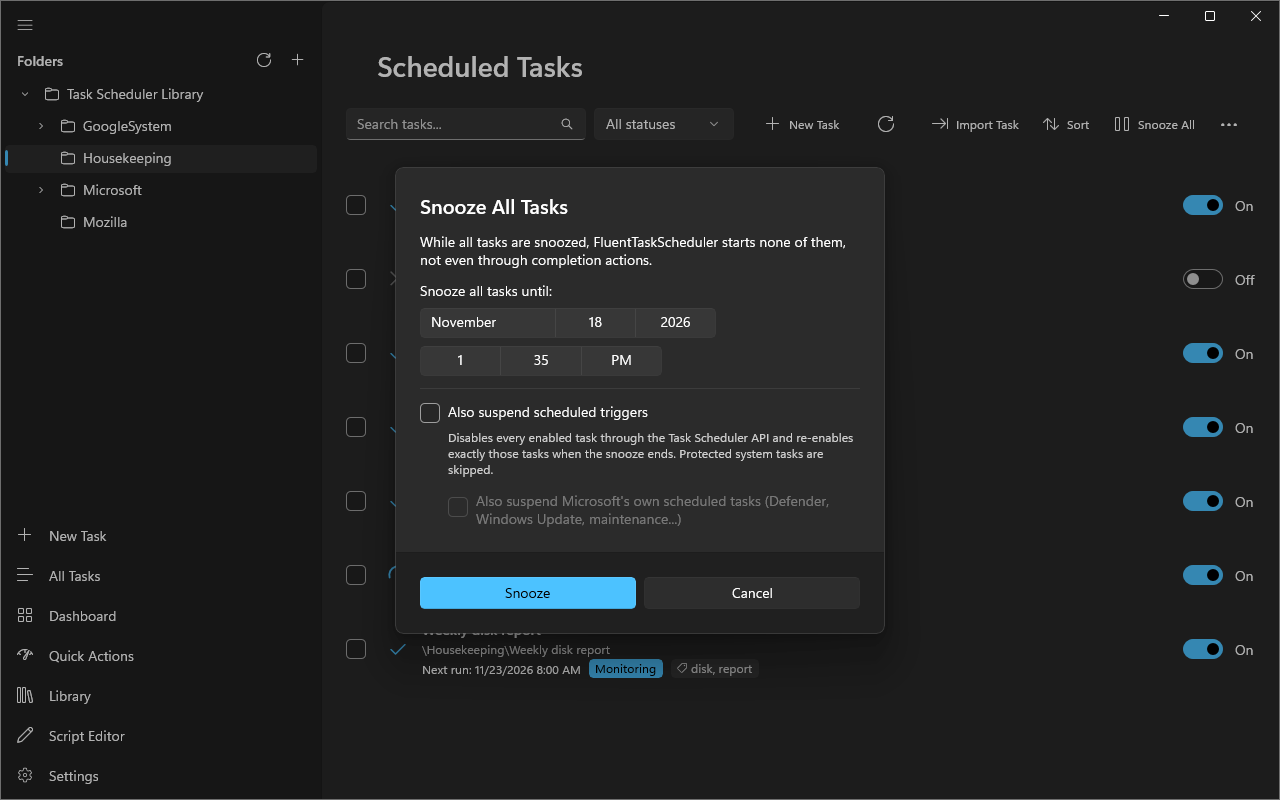 Folders
Task Scheduler Library
GoogleSystem
Housekeeping
Microsoft
Mozilla
New Task
All Tasks
Dashboard
Quick Actions
Library
Script Editor
Settings
Scheduled Tasks
Search tasks...
All statuses
New Task
Import Task
Sort
Snooze All
On
Off
On
On
On
On
On
Snooze All Tasks
While all tasks are snoozed, FluentTaskScheduler starts none of them,
not even through completion actions.
Snooze all tasks until:
November 18 2026
1 35 PM
Also suspend scheduled triggers
Disables every enabled task through the Task Scheduler API and re-enables
exactly those tasks when the snooze ends. Protected system tasks are
skipped.
Also suspend Microsoft's own scheduled tasks (Defender,
Windows Update, maintenance...)
Snooze
Cancel
Weekly disk report
\Housekeeping\Weekly disk report
Next run: 11/23/2026 8:00 AM Monitoring disk, report